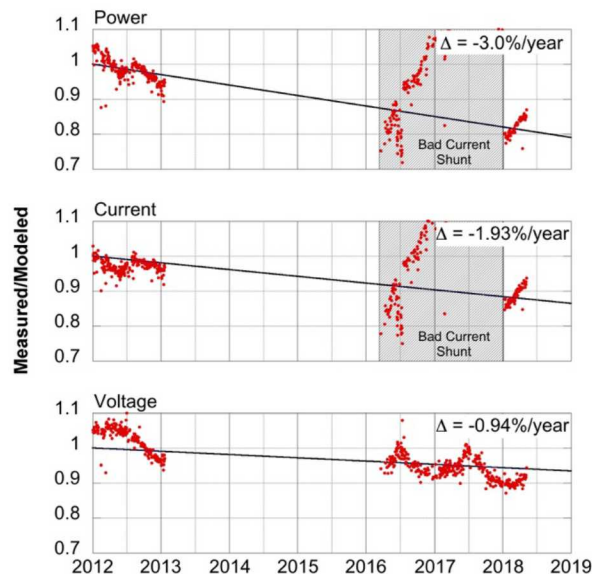 Power
1.1
1
0.9
0.8
0.7
Δ = -3.0%/year
Bad Current
Shunt
Current
1.1
1
0.9
0.8
0.7
Δ = -1.93%/year
Bad Current
Shunt
Measured/Modeled
Voltage
1.1
1
0.9
0.8
0.7
Δ = -0.94%/year
2012 2013 2014 2015 2016 2017 2018 2019